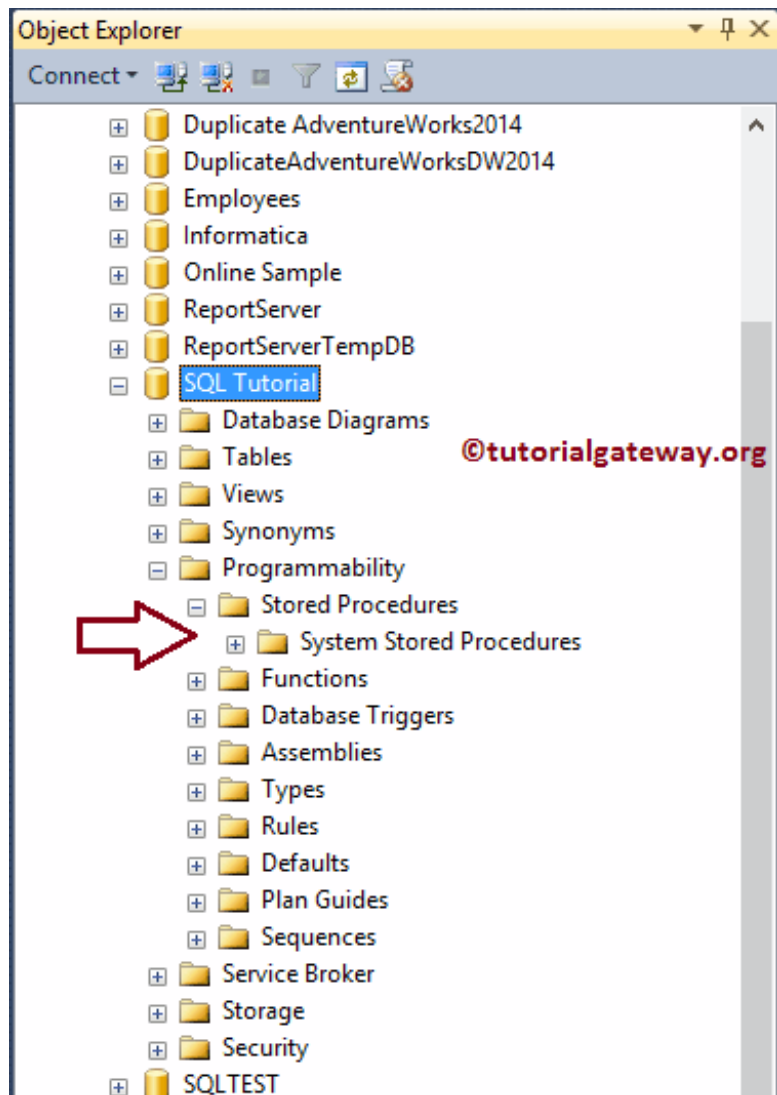 Object Explorer
Connect
Duplicate AdventureWorks2014
DuplicateAdventureWorksDW2014
Employees
Informatica
Online Sample
ReportServer
ReportServerTempDB
SQL Tutorial
Database Diagrams
Tables
©tutorialgateway.org
Views
Synonyms
Programmability
Stored Procedures
System Stored Procedures
Functions
Database Triggers
Assemblies
Types
Rules
Defaults
Plan Guides
Sequences
Service Broker
Storage
Security
SQLTEST